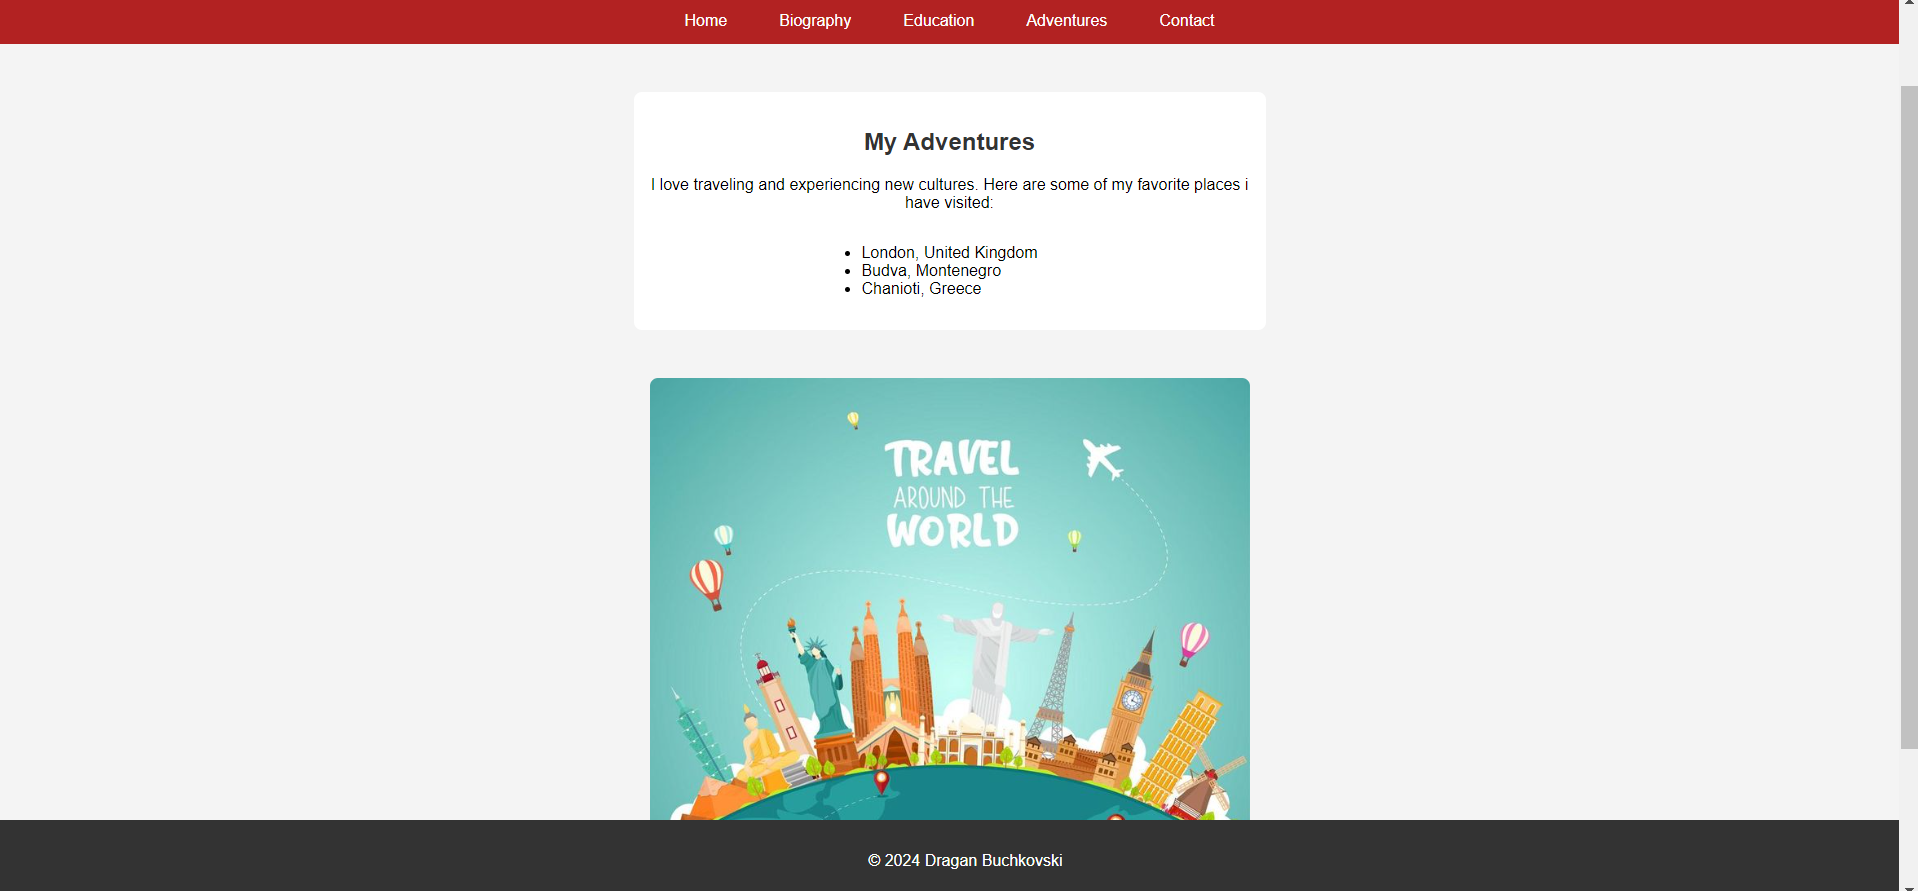 Home Biography Education Adventures Contact
My Adventures
I love traveling and experiencing new cultures. Here are some of my favorite places i
have visited:
• London, United Kingdom
• Budva, Montenegro
• Chanioti, Greece
TRAVEL
AROUND THE
WORLD
© 2024 Dragan Buchkovski